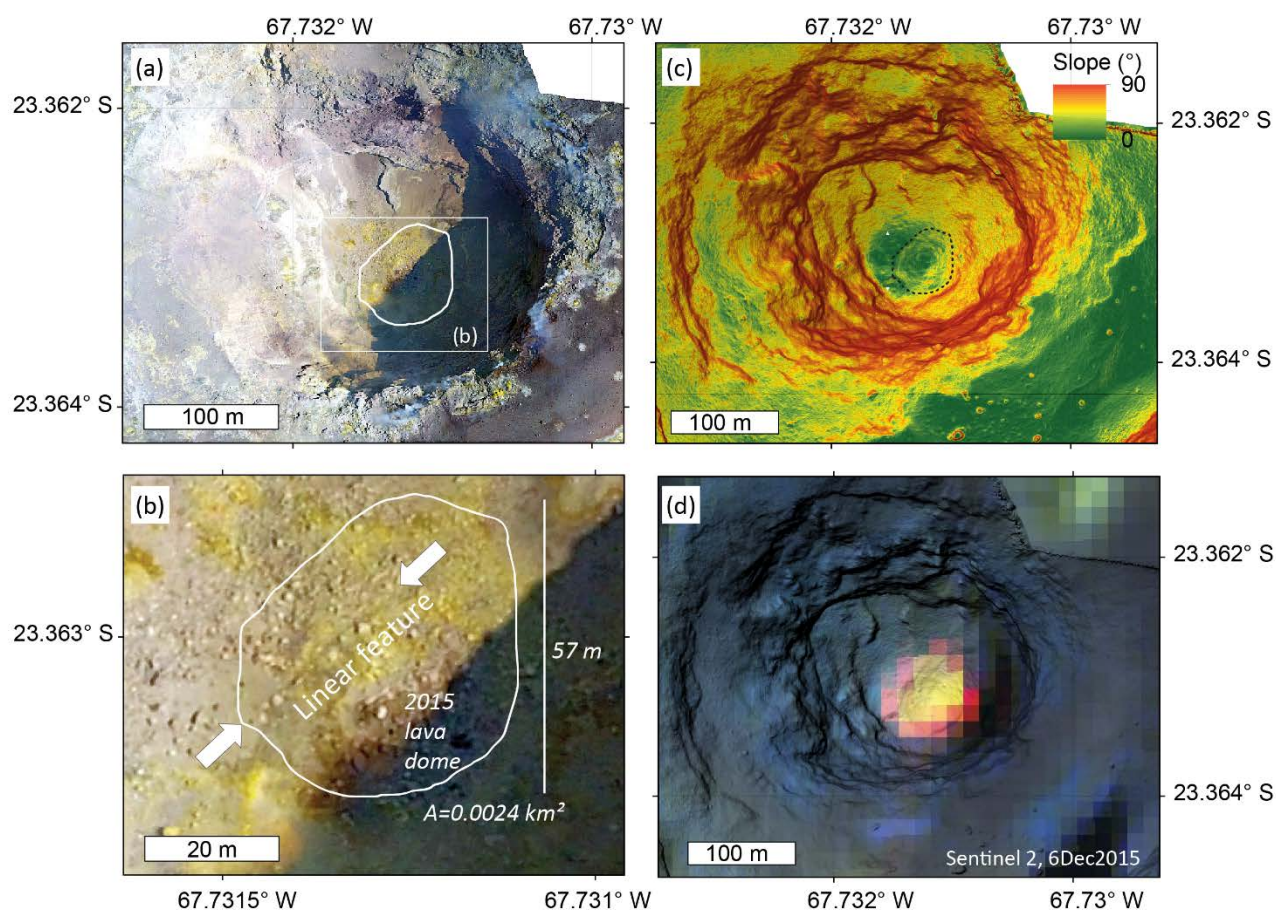 67.732° W
67.73° W
67.73° W
(a)
(c)
Slope (°)
90
0
23.362° S
23.362° S
(b)
23.364° S
23.364° S
100 m
100 m
(b)
(d)
23.362° S
23.363° S
Linear feature
57 m
2015
lava
dome
A=0.0024 km²
23.364° S
20 m
100 m
Sentinel 2, 6Dec2015
67.7315° W
67.731° W
67.732° W
67.73° W